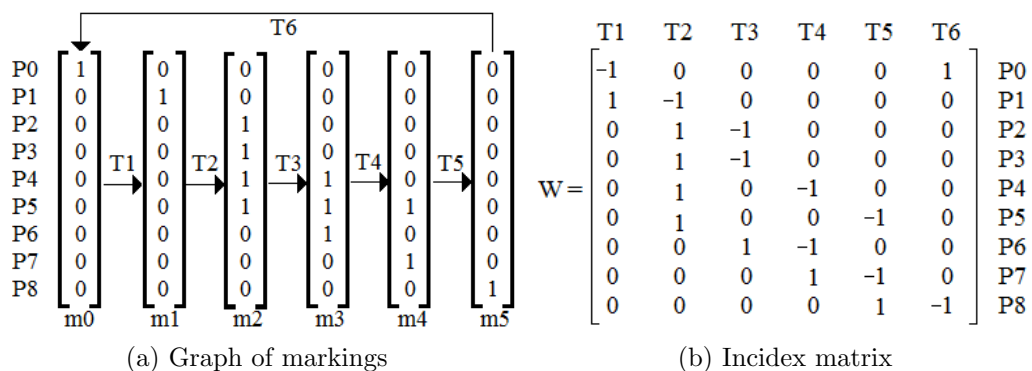 T6
P0 1 0 0 0 0 0
P1 0 1 0 0 0 0
P2 0 0 1 0 0 0
P3 0 0 1 0 0 0
T1 T2 T3 T4 T5
P4 0 0 1 1 0 0
P5 0 0 1 1 1 0
P6 0 0 0 1 0 0
P7 0 0 0 0 1 0
P8 0 0 0 0 0 1
m0 m1 m2 m3 m4 m5
(a) Graph of markings
T1 T2 T3 T4 T5 T6
-1 0 0 0 0 1 P0
1 -1 0 0 0 0 P1
0 1 -1 0 0 0 P2
0 1 -1 0 0 0 P3
W = 0 1 0 -1 0 0 P4
0 1 0 0 -1 0 P5
0 0 1 -1 0 0 P6
0 0 0 1 -1 0 P7
0 0 0 0 1 -1 P8
(b) Incidex matrix